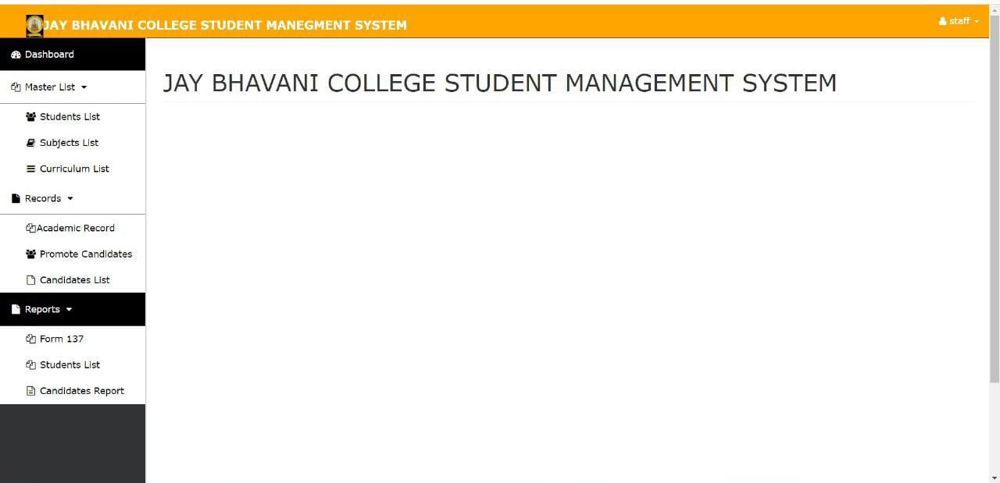 JAY BHAVANI COLLEGE STUDENT MANEGMENT SYSTEM
staff
Dashboard
Master List
Students List
Subjects List
Curriculum List
Records
Academic Record
Promote Candidates
Candidates List
Reports
Form 137
Students List
Candidates Report
JAY BHAVANI COLLEGE STUDENT MANAGEMENT SYSTEM